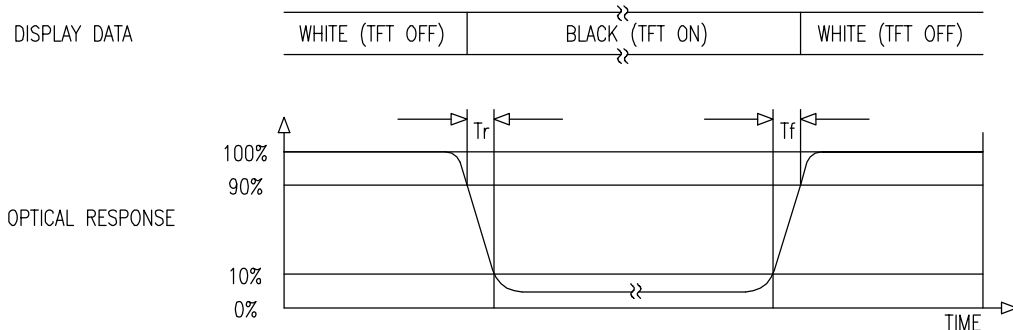 DISPLAY DATA
WHITE (TFT OFF)
BLACK (TFT ON)
WHITE (TFT OFF)
Tr
Tf
100%
90%
OPTICAL RESPONSE
10%
0%
TIME